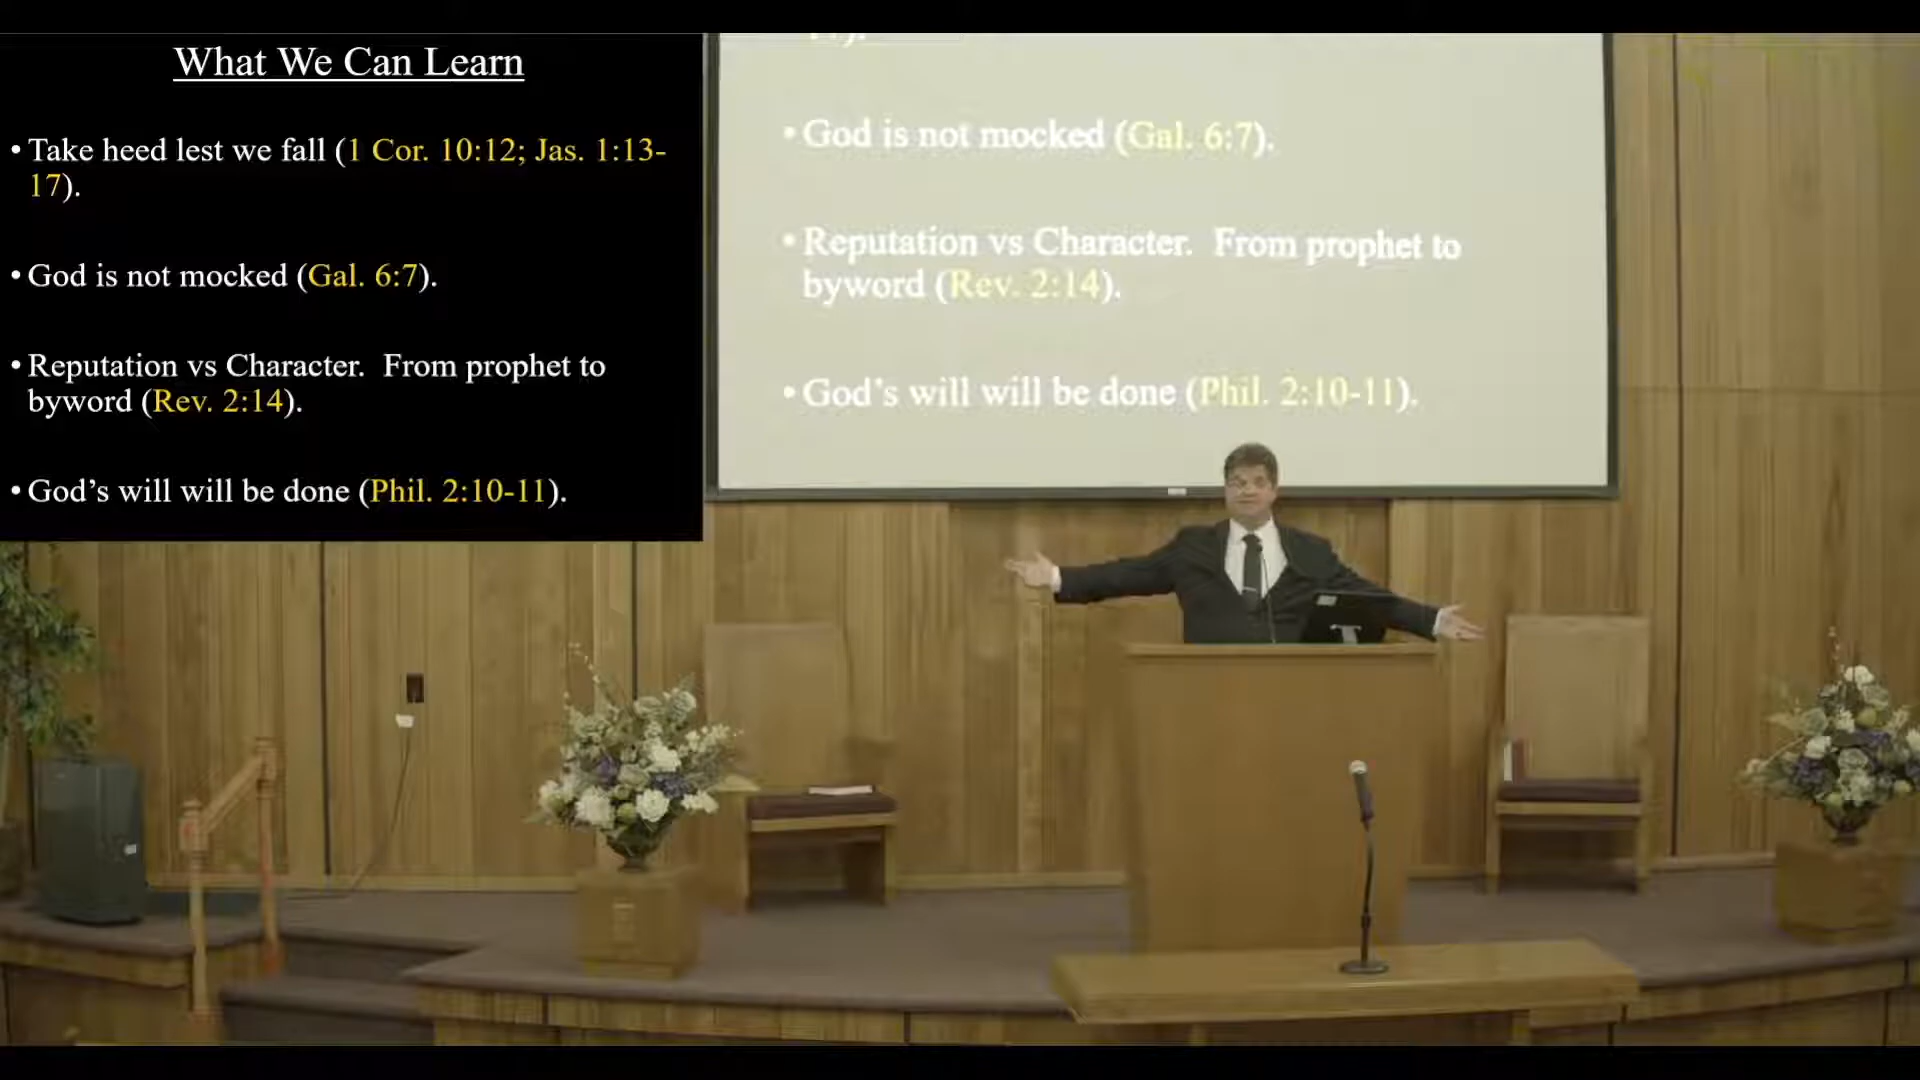 What We Can Learn
• Take heed lest we fall (1 Cor. 10:12; Jas. 1:13-
17).
• God is not mocked (Gal. 6:7).
• Reputation vs Character.  From prophet to
byword (Rev. 2:14).
• God’s will will be done (Phil. 2:10-11).
17).
• God is not mocked (Gal. 6:7).
• Reputation vs Character.  From prophet to
byword (Rev. 2:14).
• God’s will will be done (Phil. 2:10-11).